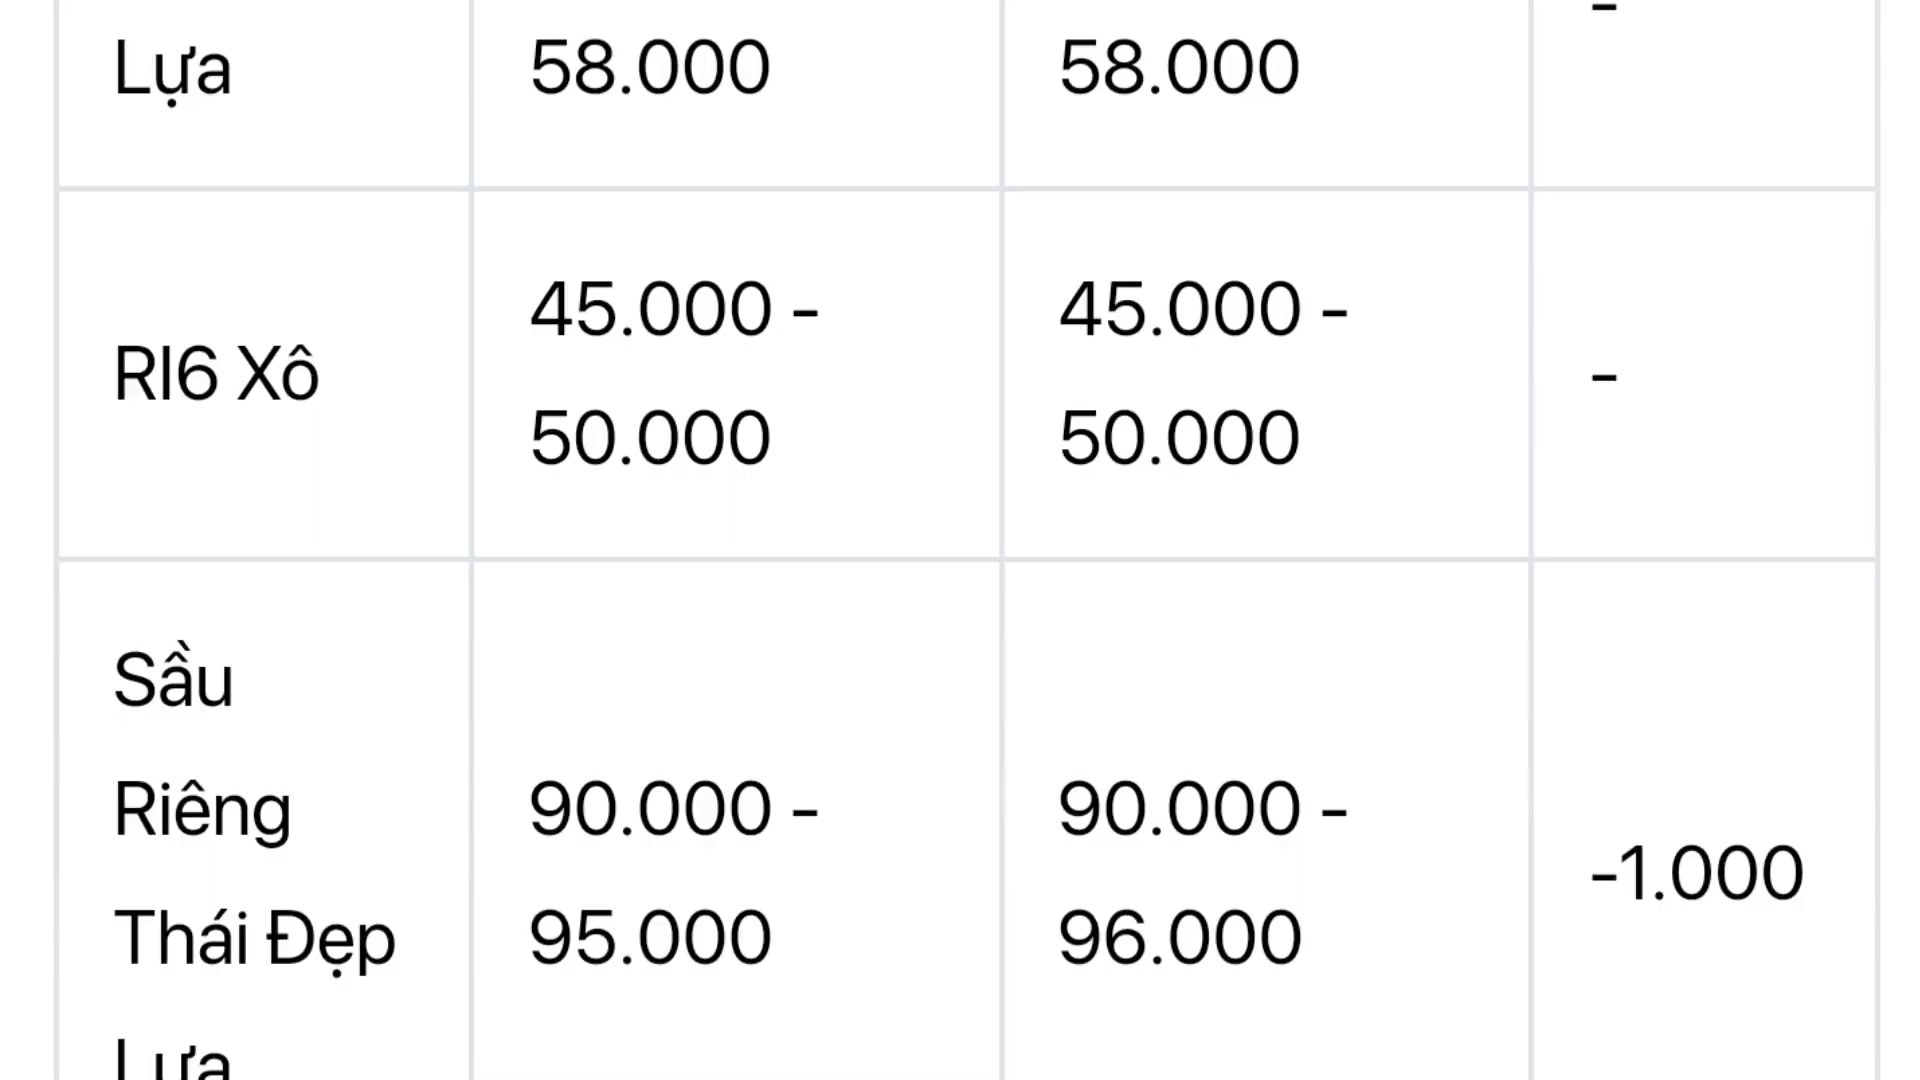 Lựa
58.000
58.000
-
RI6 Xô
45.000 -
50.000
45.000 -
50.000
-
Sầu
Riêng
Thái Đẹp
Lựa
90.000 -
95.000
90.000 -
96.000
-1.000